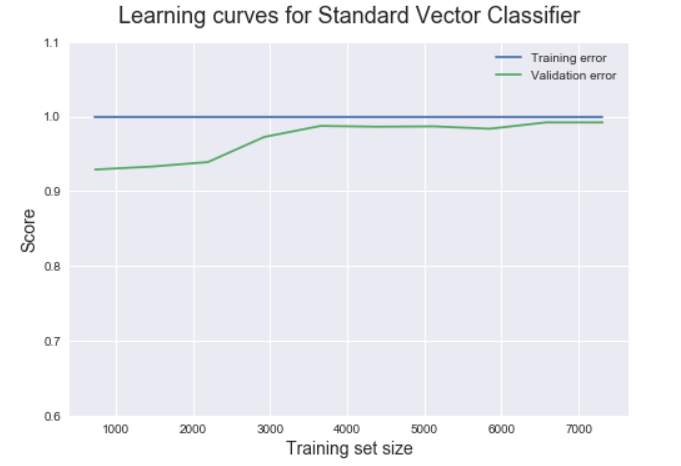 Learning curves for Standard Vector Classifier
1.1
Training error
Validation error
1.0
0.9
0.8
0.7
0.6
Score
1000 2000 3000 4000 5000 6000 7000
Training set size